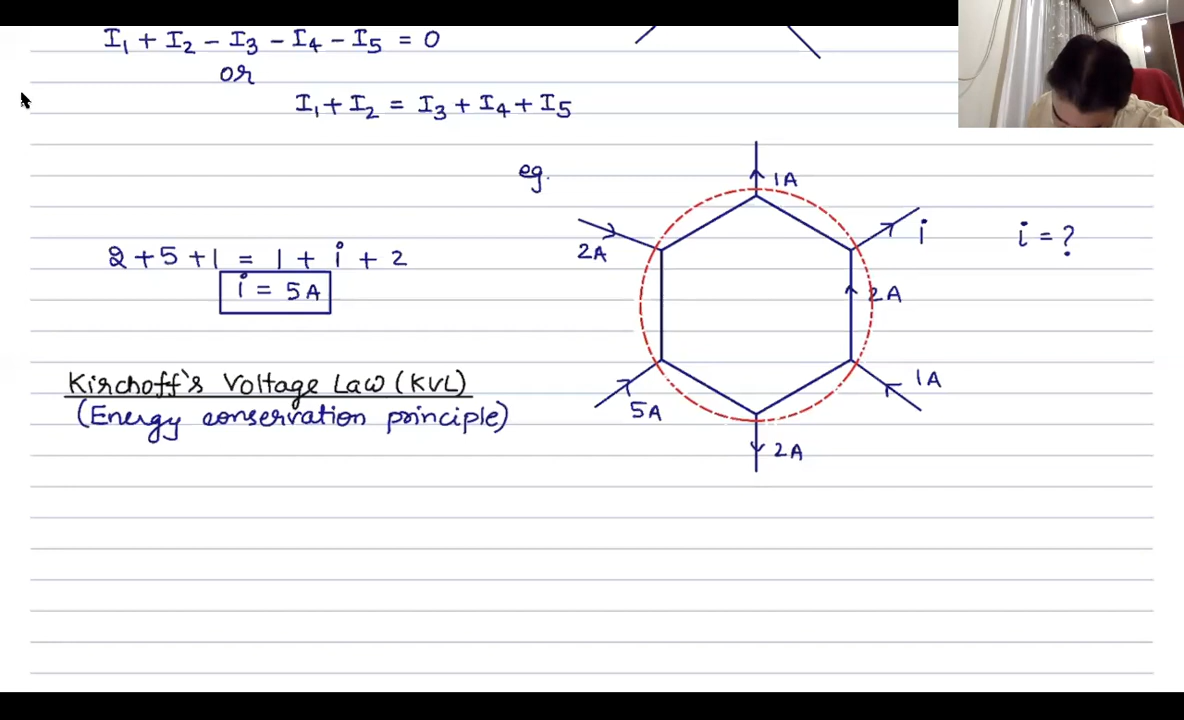 I₁ + I₂ - I₃ - I₄ - I₅ = 0
or
I₁ + I₂ = I₃ + I₄ + I₅
eg.
1A
2A
i
i = ?
2 + 5 + 1 = 1 + i + 2
i = 5A
2A
Kirchoff's Voltage Law (KVL)
(Energy conservation principle)
1A
5A
2A